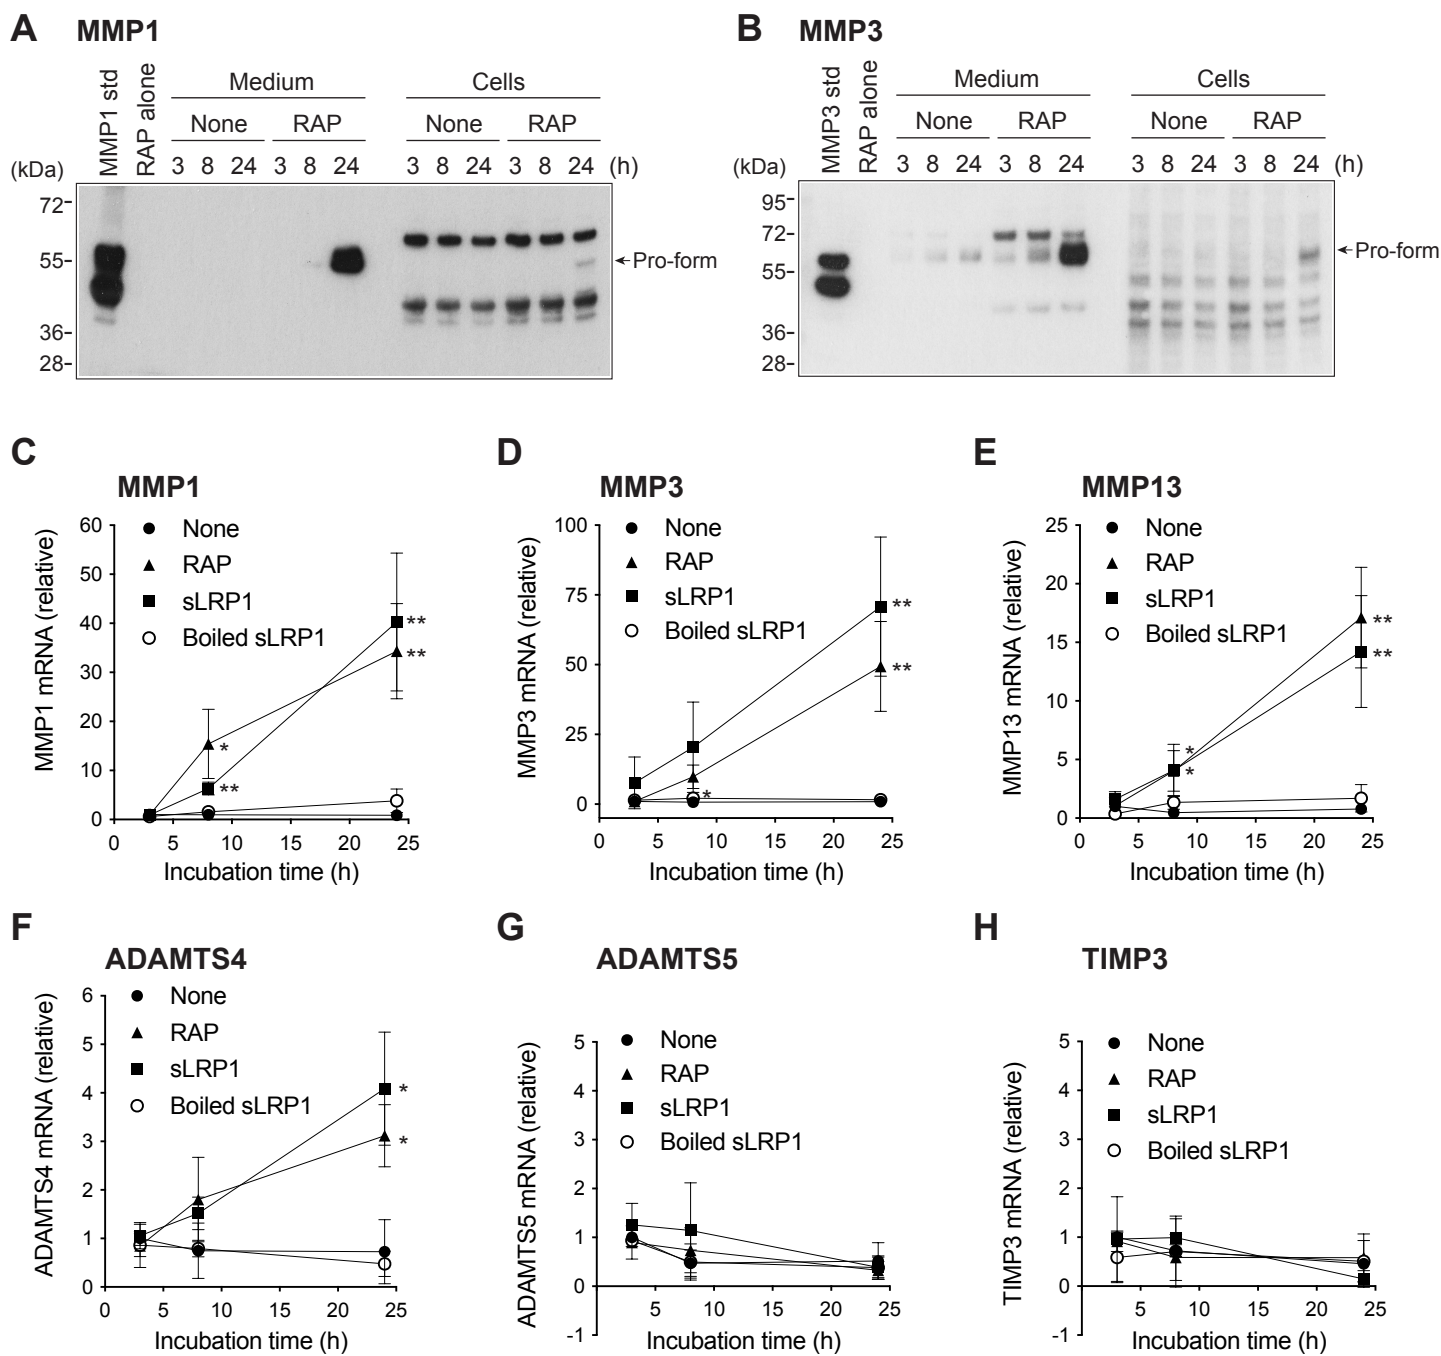 A MMP1
MMP1 std
RAP alone
Medium
Cells
None RAP None RAP
(kDa) 3 8 24 3 8 24 3 8 24 3 8 24 (h)
72-
55-
36-
28-
←Pro-form
B MMP3
MMP3 std
RAP alone
Medium
Cells
None RAP None RAP
(kDa) 3 8 24 3 8 24 3 8 24 3 8 24 (h)
95-
72-
55-
36-
28-
←Pro-form
C
MMP1
None
RAP
sLRP1
Boiled sLRP1
MMP1 mRNA (relative)
60
50
40
30
20
10
0
**
**
*
**
0 5 10 15 20 25
Incubation time (h)
D
MMP3
None
RAP
sLRP1
Boiled sLRP1
MMP3 mRNA (relative)
100
75
50
25
0
**
**
*
0 5 10 15 20 25
Incubation time (h)
E
MMP13
None
RAP
sLRP1
Boiled sLRP1
MMP13 mRNA (relative)
25
20
15
10
5
0
**
**
*
*
0 5 10 15 20 25
Incubation time (h)
F
ADAMTS4
None
RAP
sLRP1
Boiled sLRP1
ADAMTS4 mRNA (relative)
6
5
4
3
2
1
0
*
*
5 10 15 20 25
Incubation time (h)
G
ADAMTS5
None
RAP
sLRP1
Boiled sLRP1
ADAMTS5 mRNA (relative)
5
4
3
2
1
0
-1
5 10 15 20 25
Incubation time (h)
H
TIMP3
None
RAP
sLRP1
Boiled sLRP1
TIMP3 mRNA (relative)
5
4
3
2
1
0
-1
5 10 15 20 25
Incubation time (h)